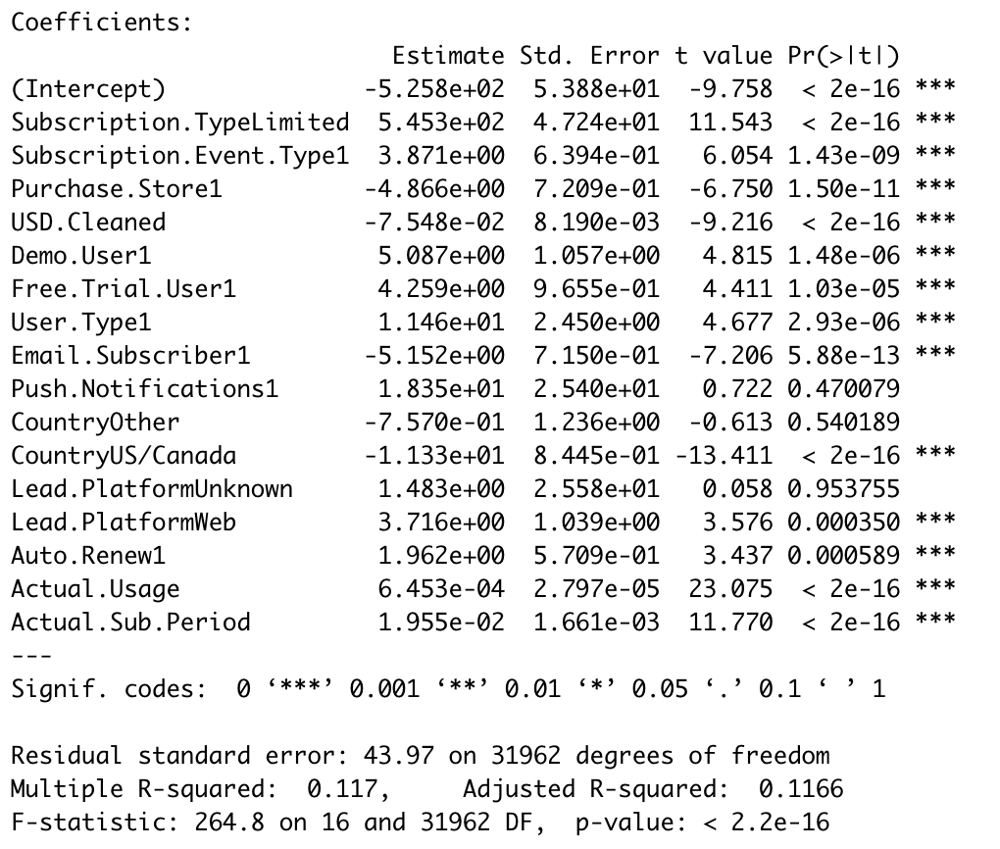 Coefficients:
                          Estimate Std. Error t value Pr(>|t|)
(Intercept)             -5.258e+02  5.388e+01  -9.758  < 2e-16 ***
Subscription.TypeLimited  5.453e+02  4.724e+01  11.543  < 2e-16 ***
Subscription.Event.Type1  3.871e+00  6.394e-01   6.054 1.43e-09 ***
Purchase.Store1         -4.866e+00  7.209e-01  -6.750 1.50e-11 ***
USD.Cleaned             -7.548e-02  8.190e-03  -9.216  < 2e-16 ***
Demo.User1               5.087e+00  1.057e+00   4.815 1.48e-06 ***
Free.Trial.User1         4.259e+00  9.655e-01   4.411 1.03e-05 ***
User.Type1               1.146e+01  2.450e+00   4.677 2.93e-06 ***
Email.Subscriber1       -5.152e+00  7.150e-01  -7.206 5.88e-13 ***
Push.Notifications1      1.835e+01  2.540e+01   0.722 0.470079
CountryOther            -7.570e-01  1.236e+00  -0.613 0.540189
CountryUS/Canada        -1.133e+01  8.445e-01 -13.411  < 2e-16 ***
Lead.PlatformUnknown     1.483e+00  2.558e+01   0.058 0.953755
Lead.PlatformWeb         3.716e+00  1.039e+00   3.576 0.000350 ***
Auto.Renew1              1.962e+00  5.709e-01   3.437 0.000589 ***
Actual.Usage             6.453e-04  2.797e-05  23.075  < 2e-16 ***
Actual.Sub.Period        1.955e-02  1.661e-03  11.770  < 2e-16 ***
---
Signif. codes:  0 ‘***’ 0.001 ‘**’ 0.01 ‘*’ 0.05 ‘.’ 0.1 ‘ ’ 1

Residual standard error: 43.97 on 31962 degrees of freedom
Multiple R-squared:  0.117,     Adjusted R-squared:  0.1166
F-statistic: 264.8 on 16 and 31962 DF,  p-value: < 2.2e-16